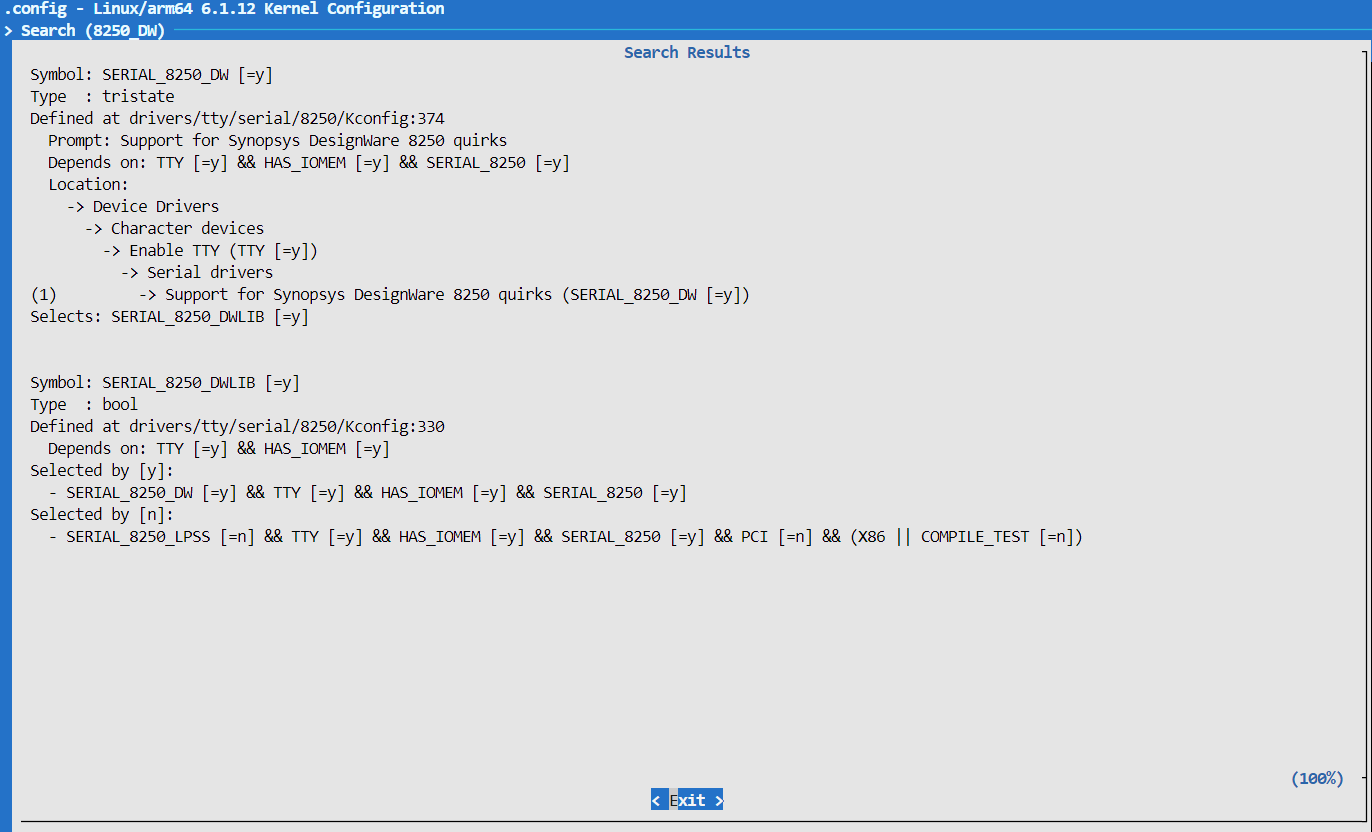 .config - Linux/arm64 6.1.12 Kernel Configuration
> Search (8250_DW)
Search Results
Symbol: SERIAL_8250_DW [=y]
Type  : tristate
Defined at drivers/tty/serial/8250/Kconfig:374
  Prompt: Support for Synopsys DesignWare 8250 quirks
  Depends on: TTY [=y] && HAS_IOMEM [=y] && SERIAL_8250 [=y]
  Location:
    -> Device Drivers
      -> Character devices
        -> Enable TTY (TTY [=y])
          -> Serial drivers
(1)         -> Support for Synopsys DesignWare 8250 quirks (SERIAL_8250_DW [=y])
Selects: SERIAL_8250_DWLIB [=y]
Symbol: SERIAL_8250_DWLIB [=y]
Type  : bool
Defined at drivers/tty/serial/8250/Kconfig:330
  Depends on: TTY [=y] && HAS_IOMEM [=y]
Selected by [y]:
  - SERIAL_8250_DW [=y] && TTY [=y] && HAS_IOMEM [=y] && SERIAL_8250 [=y]
Selected by [n]:
  - SERIAL_8250_LPSS [=n] && TTY [=y] && HAS_IOMEM [=y] && SERIAL_8250 [=y] && PCI [=n] && (X86 || COMPILE_TEST [=n])
(100%)
< Exit >